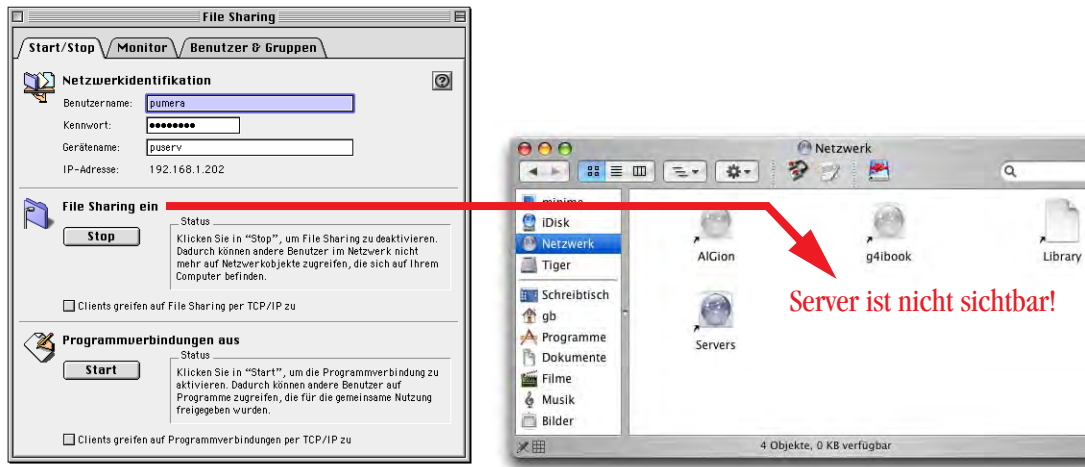 File Sharing
Start/Stop
Monitor
Benutzer & Gruppen
Netzwerkidentifikation
Benutzername: pumera
Kennwort: ••••••••
Gerätename: puserv
IP-Adresse: 192.168.1.202
File Sharing ein
Stop
Status
Klicken Sie in “Stop”, um File Sharing zu deaktivieren.
Dadurch können andere Benutzer im Netzwerk nicht
mehr auf Netzwerkobjekte zugreifen, die sich auf Ihrem
Computer befinden.
Clients greifen auf File Sharing per TCP/IP zu
Programmverbindungen aus
Start
Status
Klicken Sie in “Start”, um die Programmverbindung zu
aktivieren. Dadurch können andere Benutzer auf
Programme zugreifen, die für die gemeinsame Nutzung
freigegeben wurden.
Clients greifen auf Programmverbindungen per TCP/IP zu
Netzwerk
iDisk
Netzwerk
Tiger
Schreibtisch
gb
Programme
Dokumente
Filme
Musik
Bilder
AlGion
g4ibook
Library
Servers
Server ist nicht sichtbar!
4 Objekte, 0 KB verfügbar